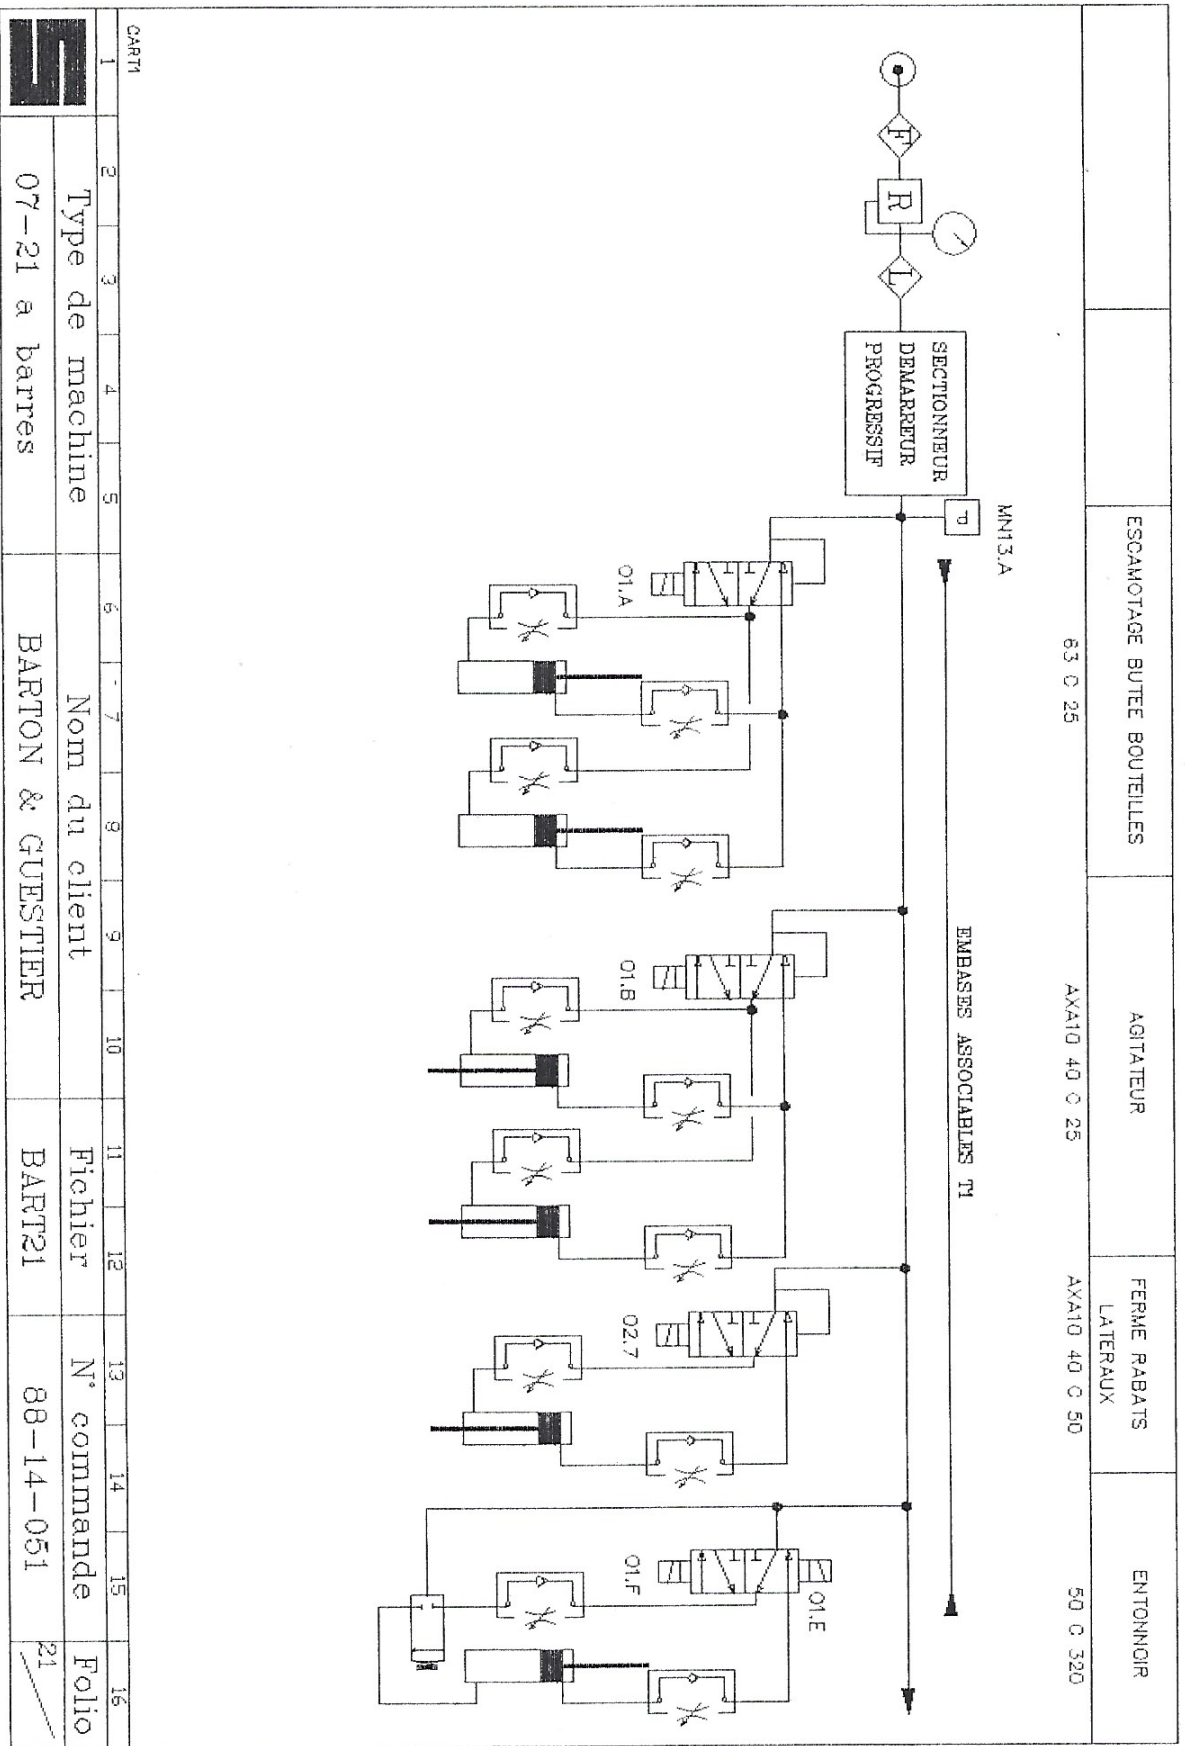 ESCAMOTAGE BUTEE BOUTEILLES
63 C 25
AGITATEUR
AXA10 40 C 25
FERME RABATS
LATERAUX
AXA10 40 C 50
ENTONNOIR
50 C 320
MN13.A
P
EMBASES ASSOCIABLES T1
F
R
L
SECTIONNEUR
DEMARREUR
PROGRESSIF
01.A
01.B
02.7
01.F
01.E
CART1
1 2 3 4 5 6 7 8 9 10 11 12 13 14 15 16
Type de machine
Nom du client
Fichier
N° commande
Folio
07-21 a barres
BARTON & GUESTIER
BART21
88-14-051
21